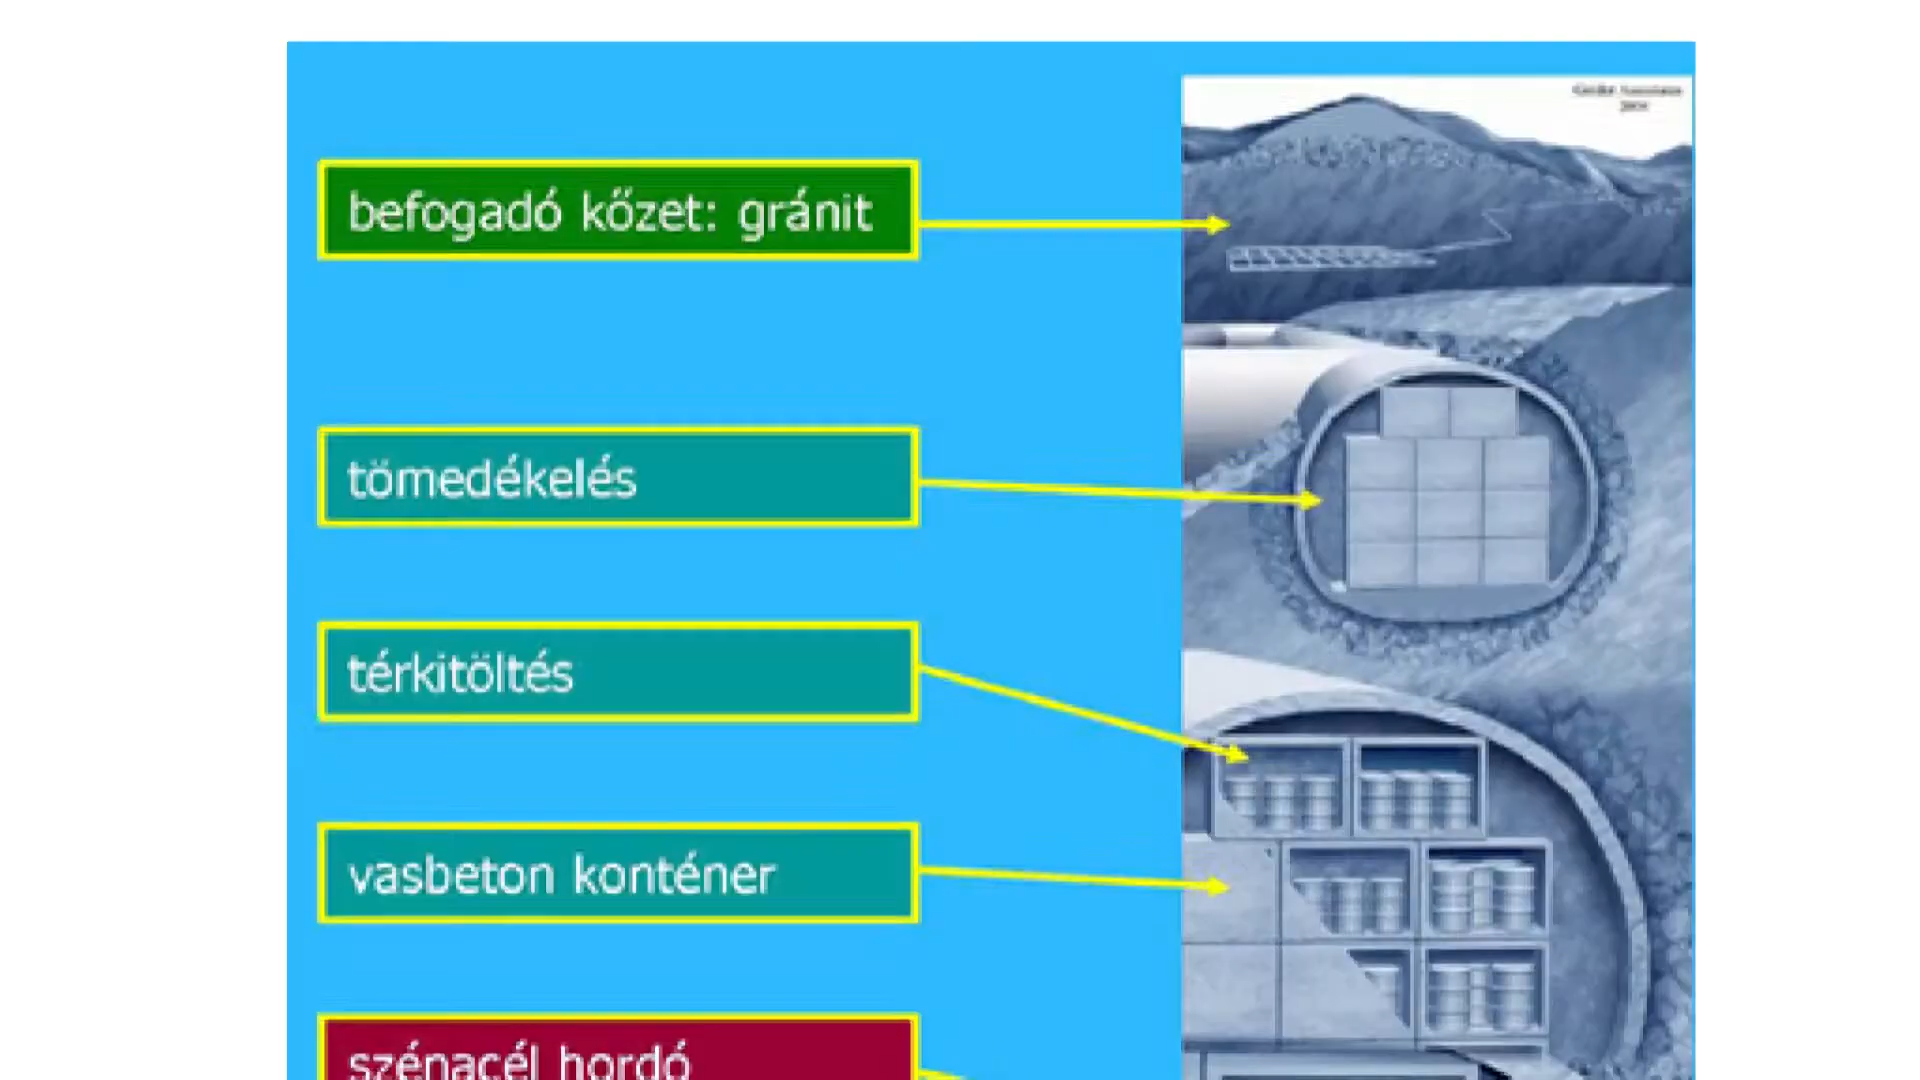 befogadó kőzet: gránit
tömedékelés
térkitöltés
vasbeton konténer
szénacél hordó